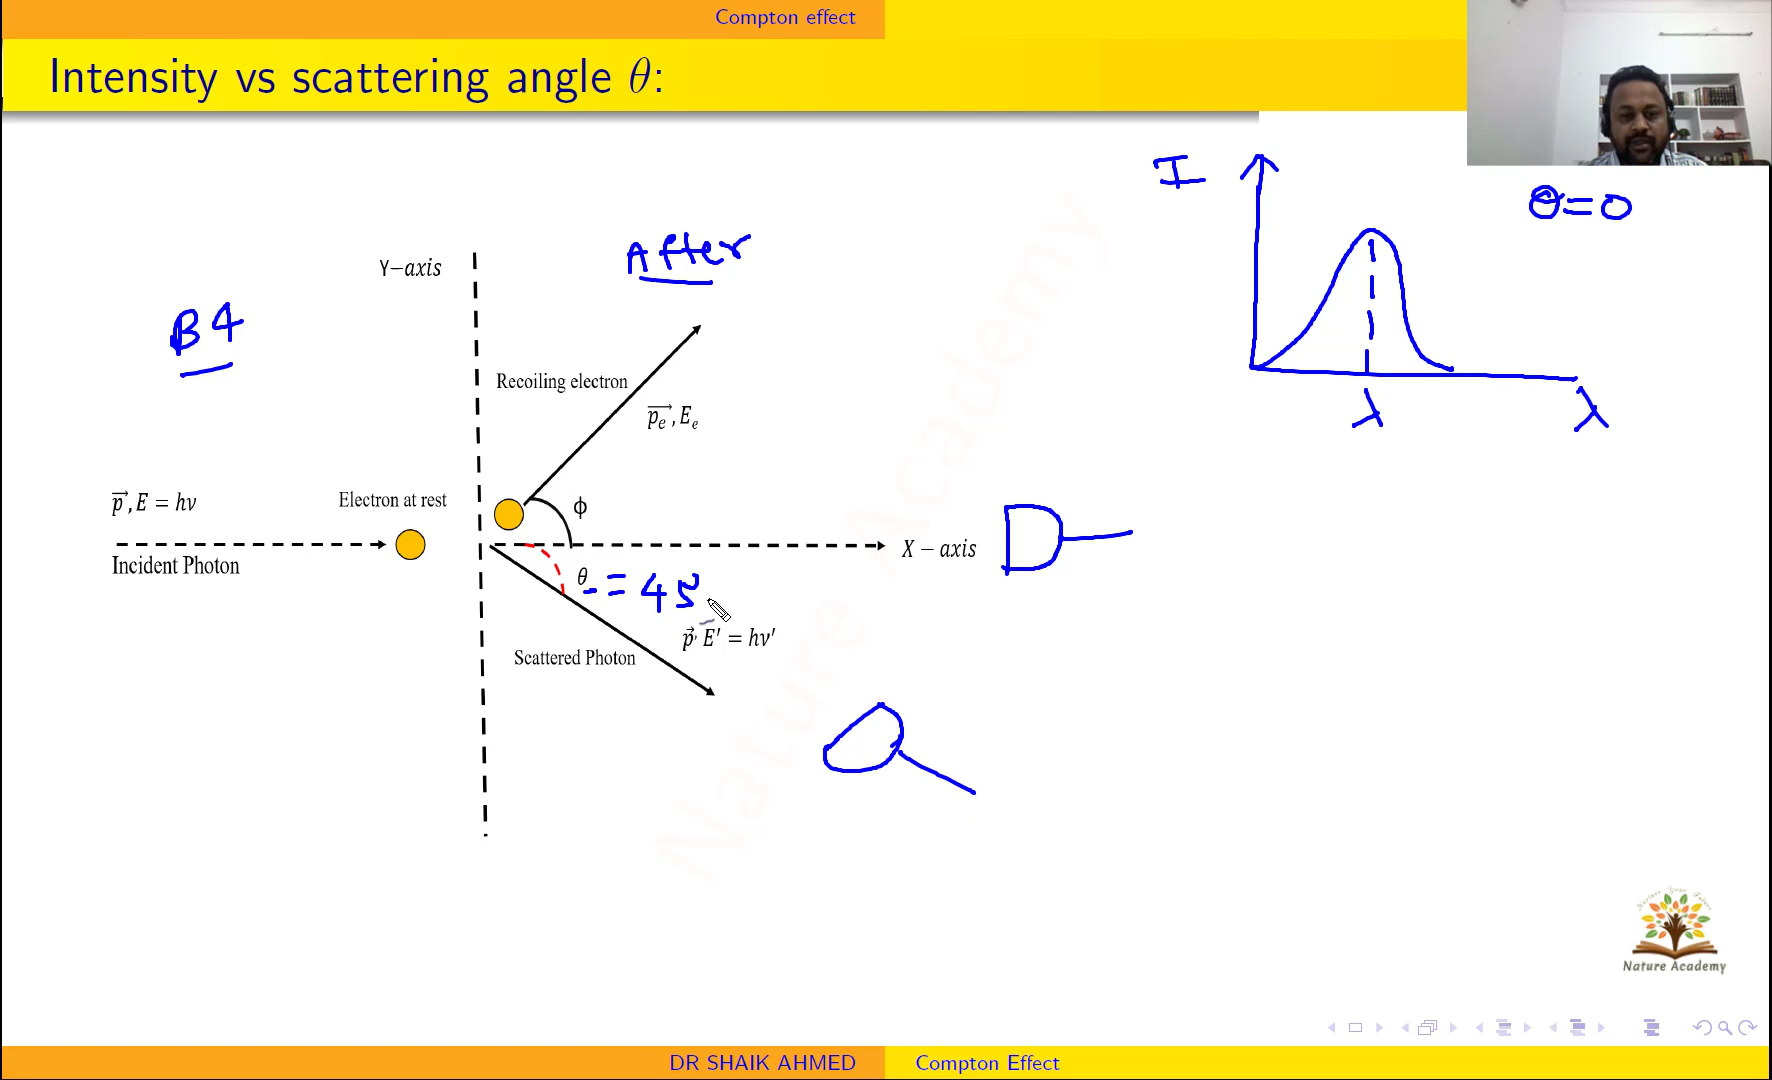 Compton effect
Intensity vs scattering angle θ:
I
θ=0
After
Y−axis
B4
Recoiling electron
p⃗ₑ, Eₑ
λ
λ
p⃗, E = hν
Electron at rest
ϕ
Incident Photon
X − axis
θ = 45
p⃗' E' = hν'
Scattered Photon
Nature Academy
Nature Academy
DR SHAIK AHMED
Compton Effect